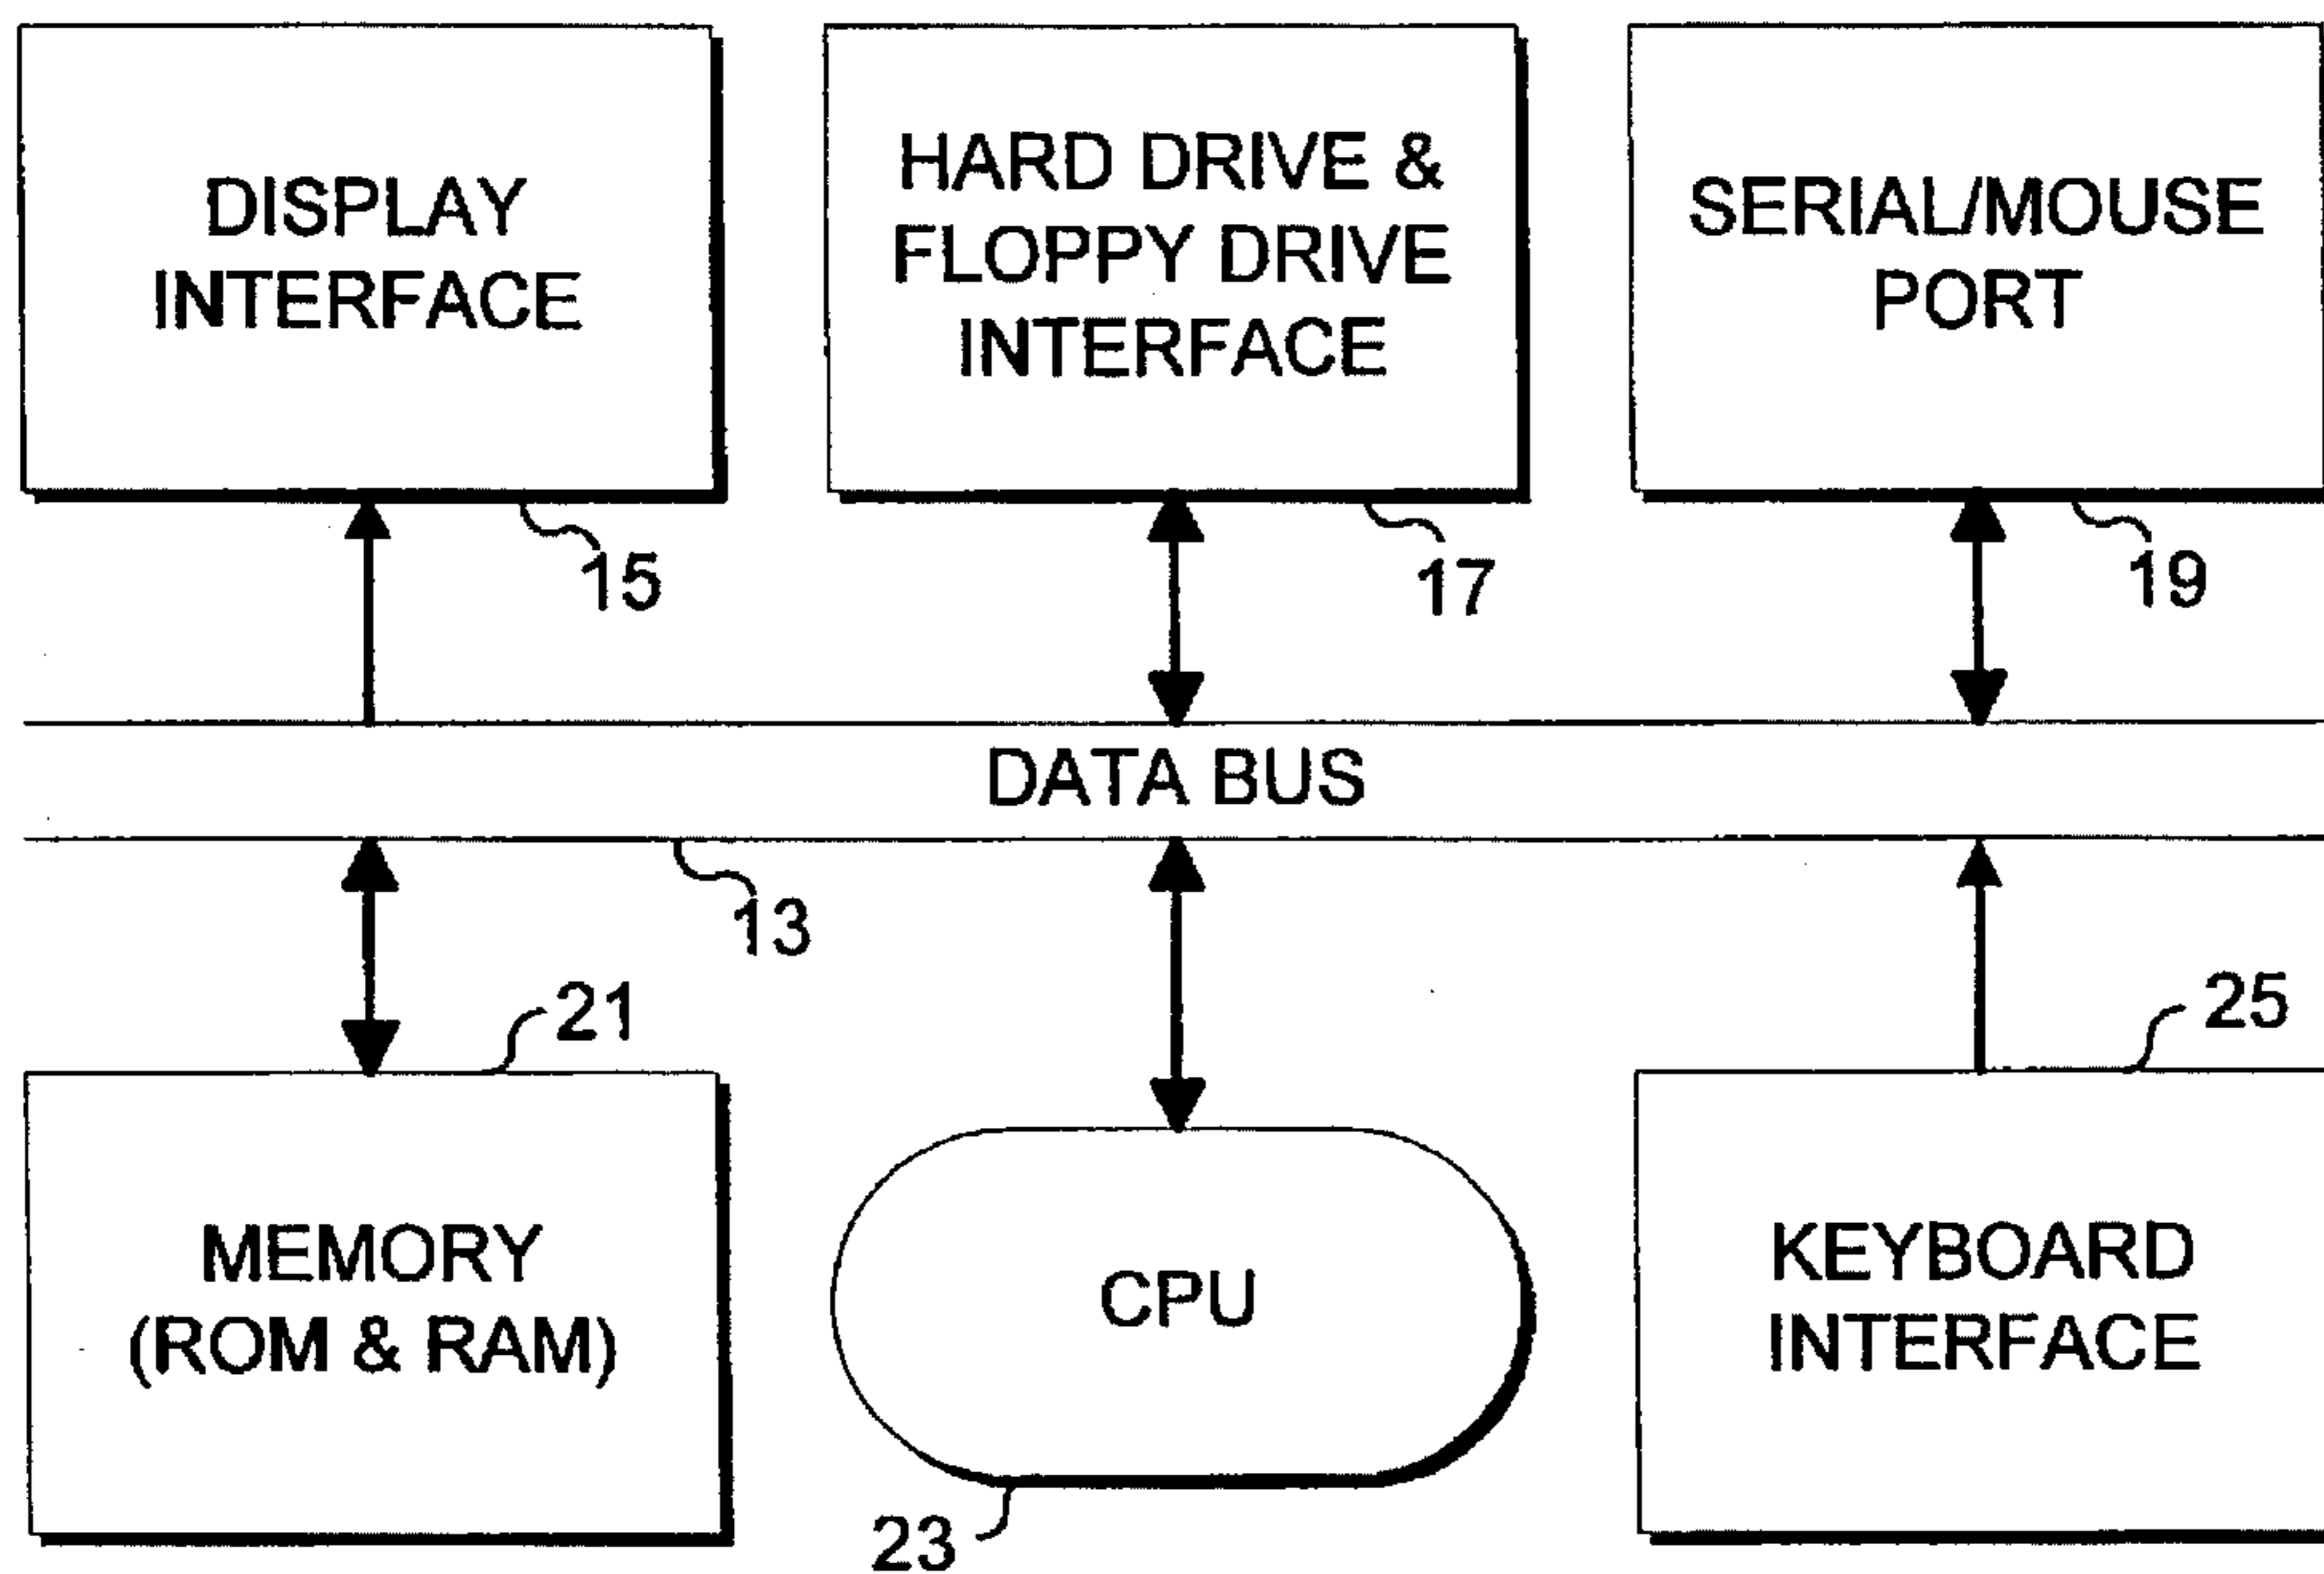 DISPLAY
INTERFACE
15
HARD DRIVE &
FLOPPY DRIVE
INTERFACE
17
SERIAL/MOUSE
PORT
19
DATA BUS
13
21
MEMORY
(ROM & RAM)
CPU
23
25
KEYBOARD
INTERFACE